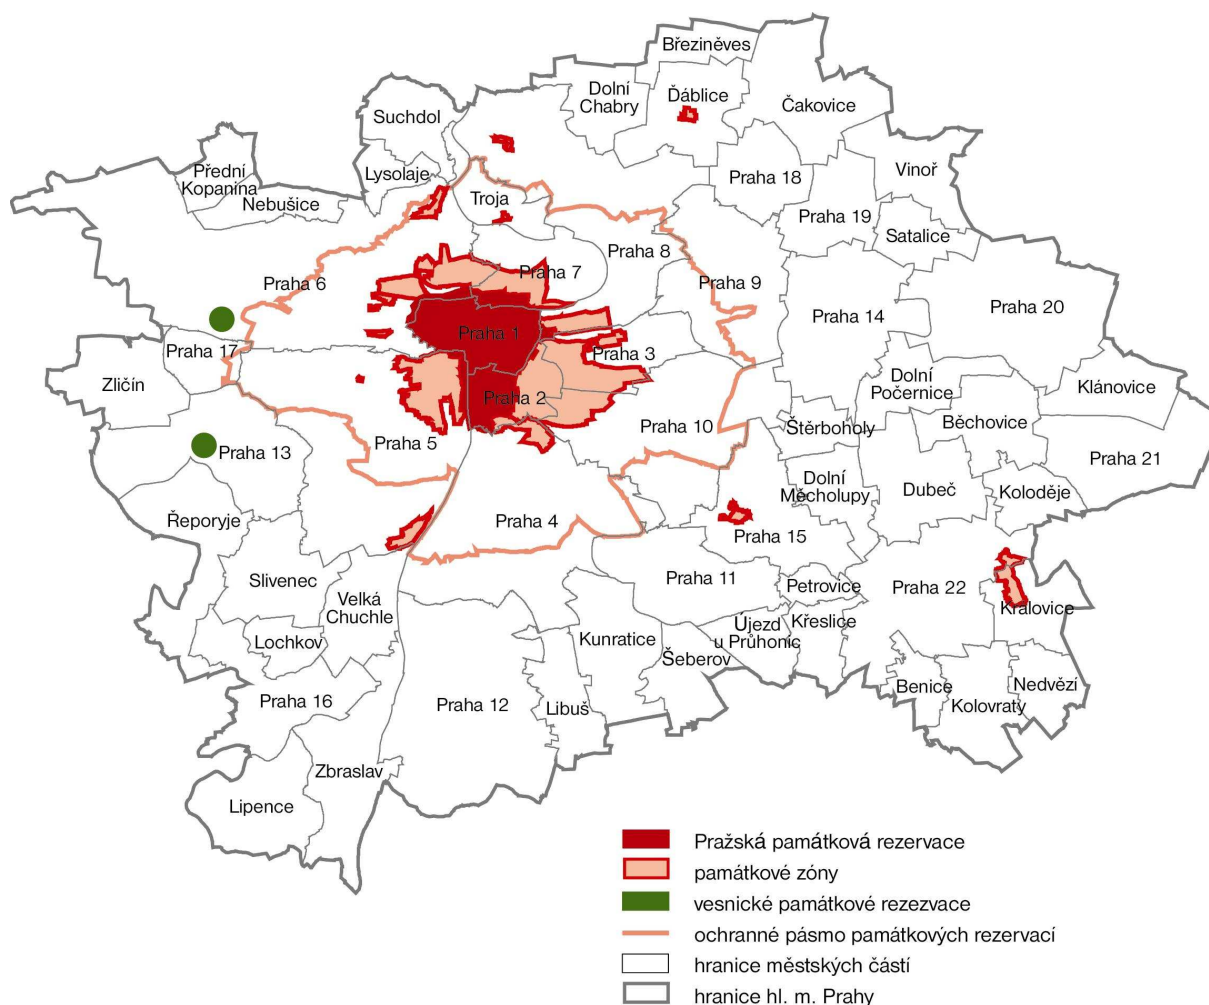 Březiněves
Dolní
Chabry
Ďáblice
Čakovice
Suchdol
Vinoř
Přední
Kopanina
Lysolaje
Praha 18
Nebušice
Troja
Praha 19
Satalice
Praha 8
Praha 7
Praha 6
Praha 9
Praha 20
Praha 14
Praha 1
Praha 17
Praha 3
Zličín
Dolní
Počernice
Klánovice
Praha 2
Běchovice
Štěrboholy
Praha 10
Praha 5
Praha 13
Praha 21
Dolní
Měcholupy
Dubeč
Koloděje
Řeporyje
Praha 4
Praha 15
Slivenec
Praha 11
Petrovice
Praha 22
Velká
Chuchle
Královice
Újezd
u Průhonic
Křeslice
Lochkov
Kunratice
Šeberov
Benice
Nedvězí
Praha 16
Praha 12
Libuš
Kolovraty
Zbraslav
Lipence
Pražská památková rezervace
památkové zóny
vesnické památkové rezezvace
ochranné pásmo památkových rezervací
hranice městských částí
hranice hl. m. Prahy